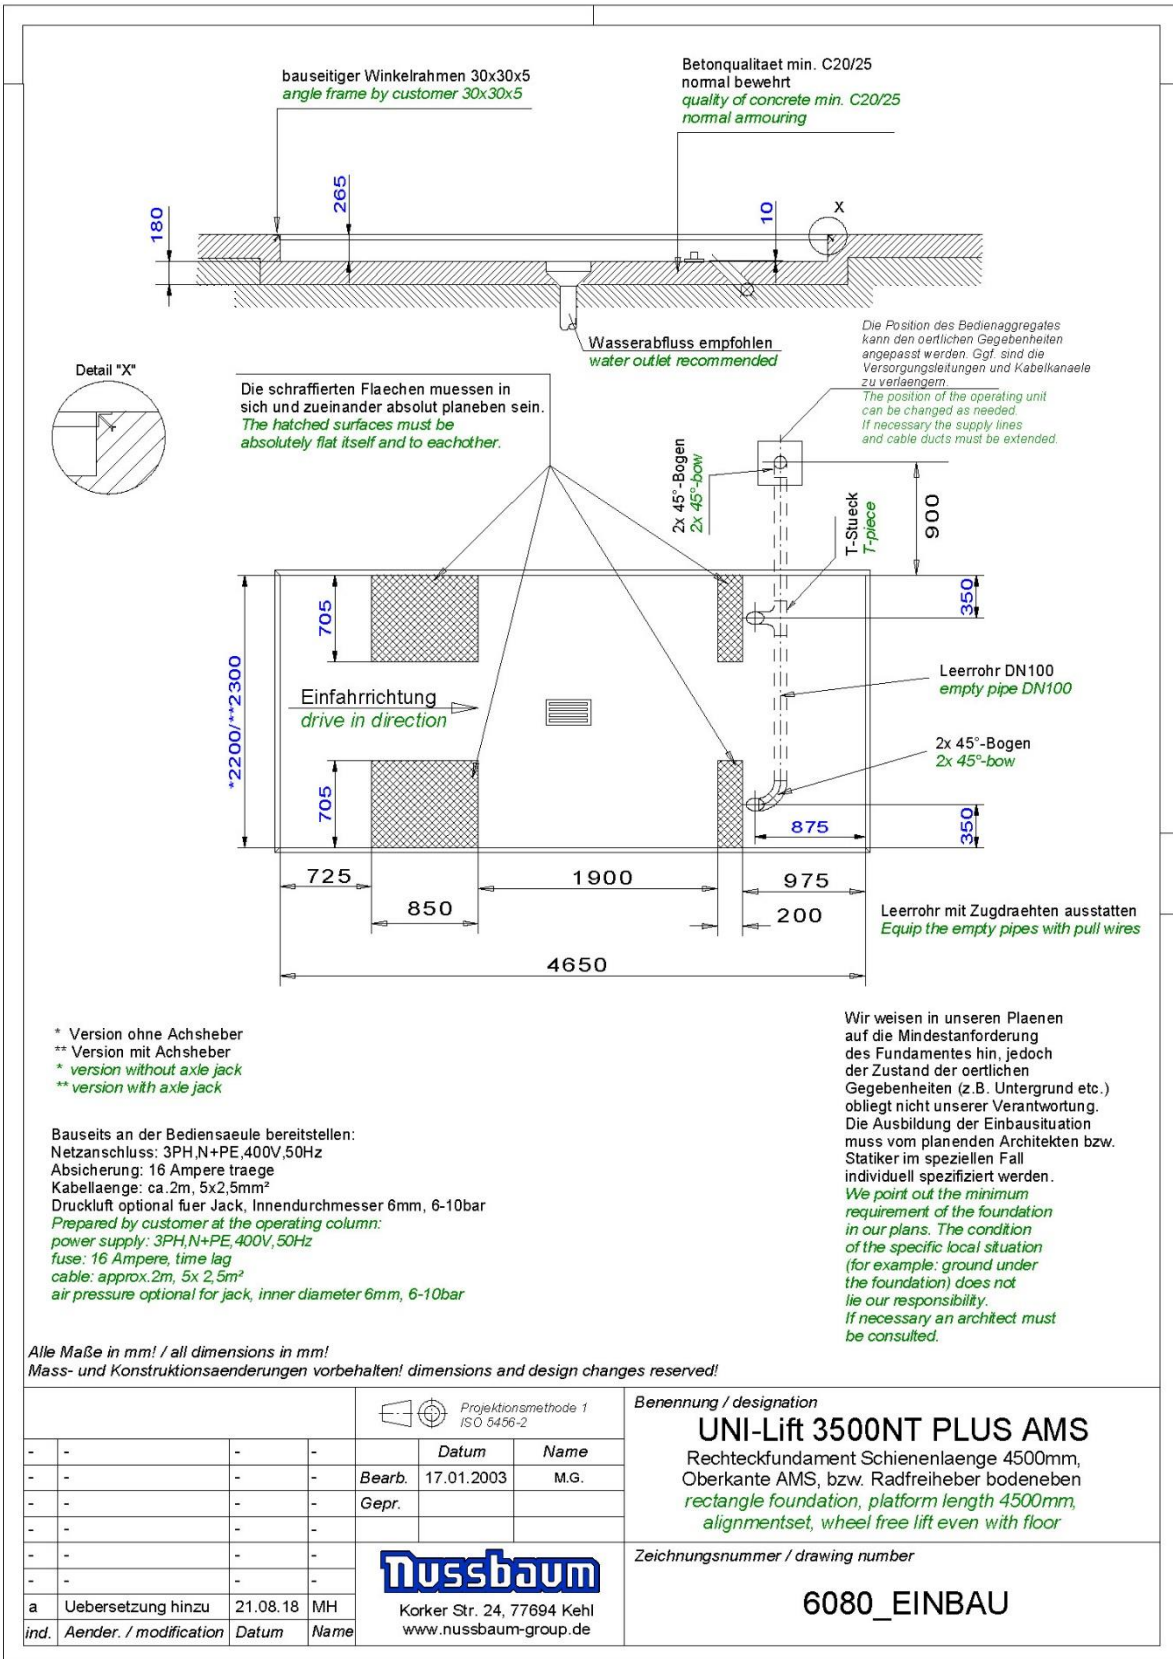 bauseitiger Winkelrahmen 30x30x5
angle frame by customer 30x30x5
Betonqualitaet min. C20/25
normal bewehrt
quality of concrete min. C20/25
normal armouring
180
265
10
X
Wasserabfluss empfohlen
water outlet recommended
Detail "X"
Die schraffierten Flaechen muessen in
sich und zueinander absolut planeben sein.
The hatched surfaces must be
absolutely flat itself and to eachother.
Die Position des Bedienaggregates
kann den oertlichen Gegebenheiten
angepasst werden. Ggf. sind die
Versorgungsleitungen und Kabelkanaele
zu verlaengern.
The position of the operating unit
can be changed as needed.
If necessary the supply lines
and cable ducts must be extended.
2x 45°-Bogen
2x 45°-bow
T-Stueck
T-piece
900
350
705
*2200/**2300
Einfahrrichtung
drive in direction
Leerrohr DN100
empty pipe DN100
2x 45°-Bogen
2x 45°-bow
705
875
350
725
1900
975
850
200
4650
Leerrohr mit Zugdraehten ausstatten
Equip the empty pipes with pull wires
* Version ohne Achsheber
** Version mit Achsheber
* version without axle jack
** version with axle jack
Bauseits an der Bediensaeule bereitstellen:
Netzanschluss: 3PH,N+PE,400V,50Hz
Absicherung: 16 Ampere traege
Kabellaenge: ca.2m, 5x2,5mm²
Druckluft optional fuer Jack, Innendurchmesser 6mm, 6-10bar
Prepared by customer at the operating column:
power supply: 3PH,N+PE,400V,50Hz
fuse: 16 Ampere, time lag
cable: approx.2m, 5x 2,5m²
air pressure optional for jack, inner diameter 6mm, 6-10bar
Wir weisen in unseren Plaenen
auf die Mindestanforderung
des Fundamentes hin, jedoch
der Zustand der oertlichen
Gegebenheiten (z.B. Untergrund etc.)
obliegt nicht unserer Verantwortung.
Die Ausbildung der Einbausituation
muss vom planenden Architekten bzw.
Statiker im speziellen Fall
individuell spezifiziert werden.
We point out the minimum
requirement of the foundation
in our plans. The condition
of the specific local situation
(for example: ground under
the foundation) does not
lie our responsibility.
If necessary an architect must
be consulted.
Alle Maße in mm! / all dimensions in mm!
Mass- und Konstruktionsaenderungen vorbehalten! dimensions and design changes reserved!
Projektionsmethode 1
ISO 5456-2
- - - - Datum Name
- - - - Bearb. 17.01.2003 M.G.
- - - - Gepr.
- - - -
- - - -
- - - -
a Uebersetzung hinzu 21.08.18 MH
ind. Aender. / modification Datum Name
Nussbaum
Korker Str. 24, 77694 Kehl
www.nussbaum-group.de
Benennung / designation
UNI-Lift 3500NT PLUS AMS
Rechteckfundament Schienenlaenge 4500mm,
Oberkante AMS, bzw. Radfreiheber bodeneben
rectangle foundation, platform length 4500mm,
alignmentset, wheel free lift even with floor
Zeichnungsnummer / drawing number
6080_EINBAU